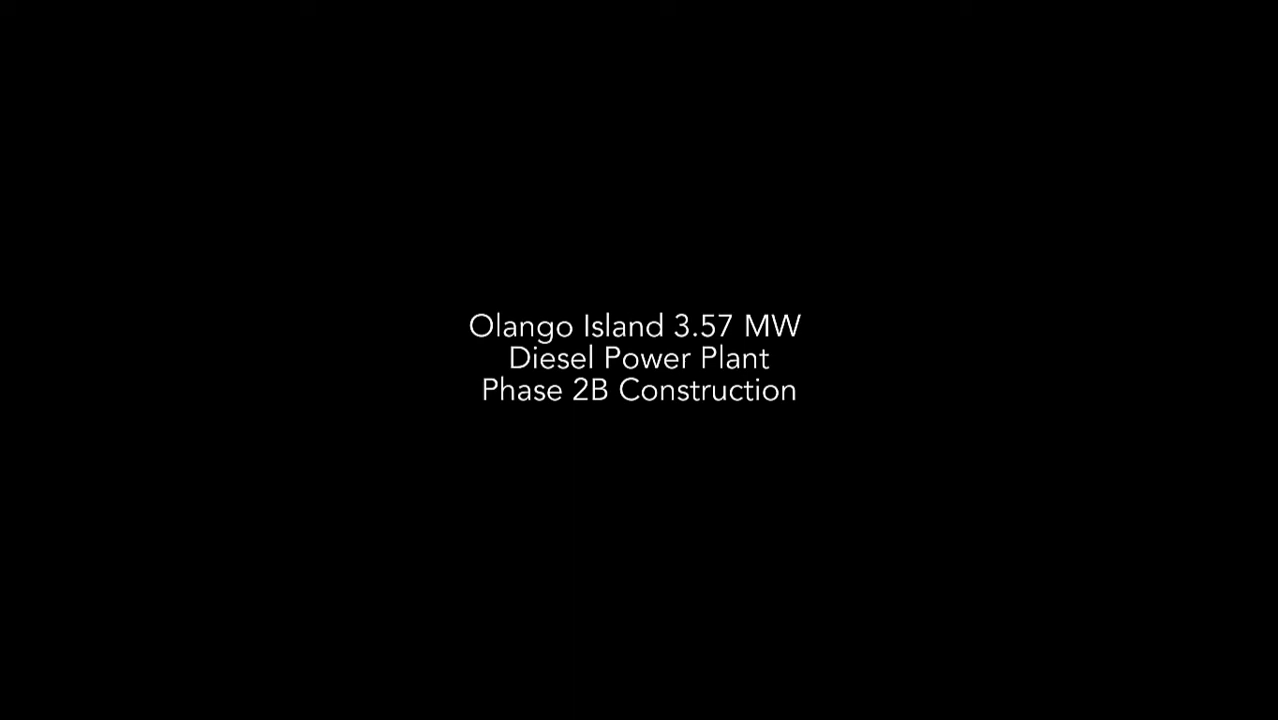 Olango Island 3.57 MW
Diesel Power Plant
Phase 2B Construction